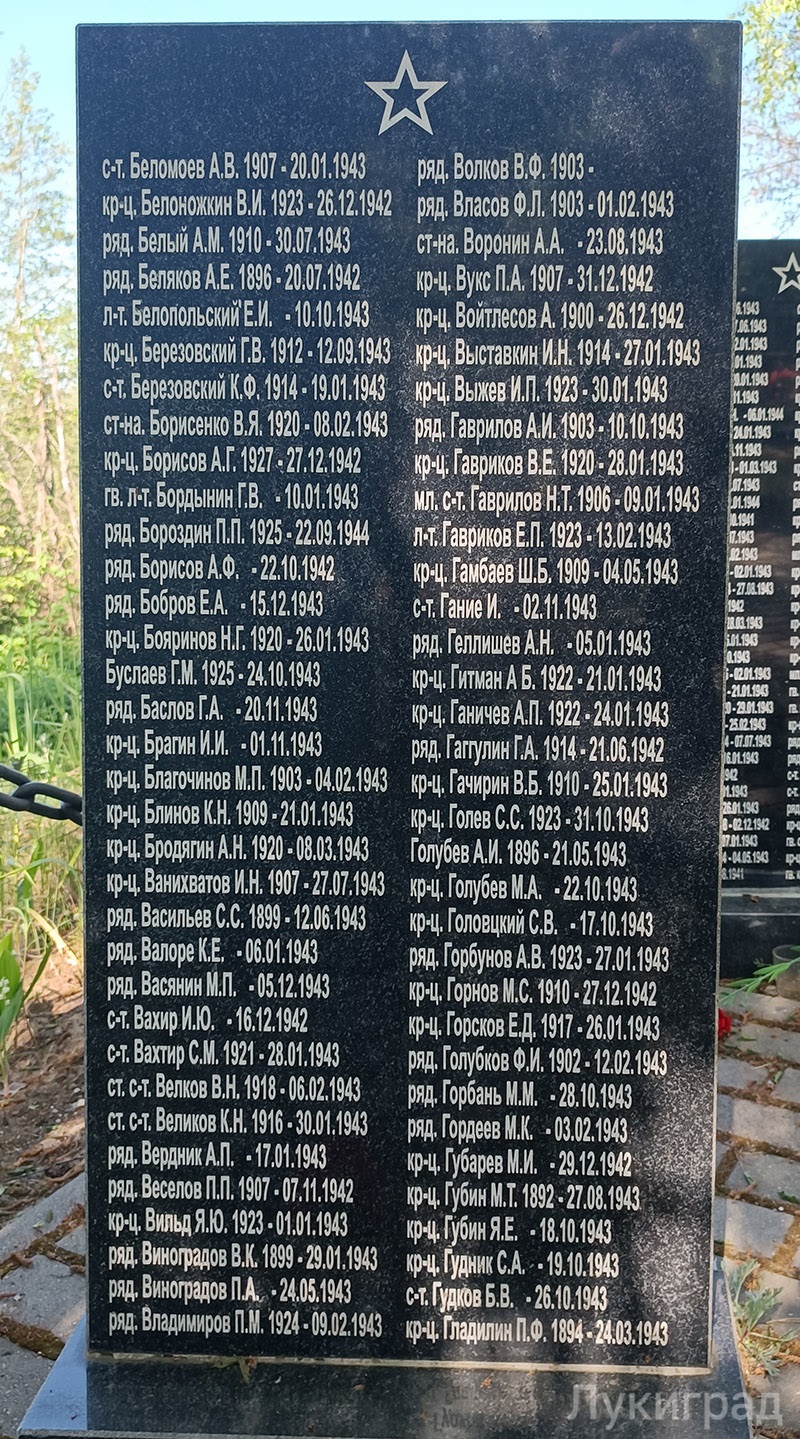 с-т. Беломоев А.В. 1907 - 20.01.1943
кр-ц. Белоножкин В.И. 1923 - 26.12.1942
ряд. Белый А.М. 1910 - 30.07.1943
ряд. Беляков А.Е. 1896 - 20.07.1942
л-т. Белопольский Е.И. - 10.10.1943
кр-ц. Березовский Г.В. 1912 - 12.09.1943
с-т. Березовский К.Ф. 1914 - 19.01.1943
ст-на. Борисенко В.Я. 1920 - 08.02.1943
кр-ц. Борисов А.Г. 1927 - 27.12.1942
гв. л-т. Бордынин Г.В. - 10.01.1943
ряд. Бороздин П.П. 1925 - 22.09.1944
ряд. Борисов А.Ф. - 22.10.1942
ряд. Бобров Е.А. - 15.12.1943
кр-ц. Бояринов Н.Г. 1920 - 26.01.1943
Буслаев Г.М. 1925 - 24.10.1943
ряд. Баслов Г.А. - 20.11.1943
кр-ц. Брагин И.И. - 01.11.1943
кр-ц. Благочинов М.П. 1903 - 04.02.1943
кр-ц. Блинов К.Н. 1909 - 21.01.1943
кр-ц. Бродягин А.Н. 1920 - 08.03.1943
кр-ц. Ванихватов И.Н. 1907 - 27.07.1943
ряд. Васильев С.С. 1899 - 12.06.1943
ряд. Валоре К.Е. - 06.01.1943
ряд. Васянин М.П. - 05.12.1943
с-т. Вахир И.Ю. - 16.12.1942
с-т. Вахтир С.М. 1921 - 28.01.1943
ст. с-т. Велков В.Н. 1918 - 06.02.1943
ст. с-т. Великов К.Н. 1916 - 30.01.1943
ряд. Вердник А.П. - 17.01.1943
ряд. Веселов П.П. 1907 - 07.11.1942
кр-ц. Вильд Я.Ю. 1923 - 01.01.1943
ряд. Виноградов В.К. 1899 - 29.01.1943
ряд. Виноградов П.А. - 24.05.1943
ряд. Владимиров П.М. 1924 - 09.02.1943
ряд. Волков В.Ф. 1903 -
ряд. Власов Ф.Л. 1903 - 01.02.1943
ст-на. Воронин А.А. - 23.08.1943
кр-ц. Вукс П.А. 1907 - 31.12.1942
кр-ц. Войтлесов А. 1900 - 26.12.1942
кр-ц. Выставкин И.Н. 1914 - 27.01.1943
кр-ц. Выжев И.П. 1923 - 30.01.1943
ряд. Гаврилов А.И. 1903 - 10.10.1943
кр-ц. Гавриков В.Е. 1920 - 28.01.1943
мл. с-т. Гаврилов Н.Т. 1906 - 09.01.1943
л-т. Гавриков Е.П. 1923 - 13.02.1943
кр-ц. Гамбаев Ш.Б. 1909 - 04.05.1943
с-т. Гание И. - 02.11.1943
ряд. Геллишев А.Н. - 05.01.1943
кр-ц. Гитман А Б. 1922 - 21.01.1943
кр-ц. Ганичев А.П. 1922 - 24.01.1943
ряд. Гаггулин Г.А. 1914 - 21.06.1942
кр-ц. Гачирин В.Б. 1910 - 25.01.1943
кр-ц. Голев С.С. 1923 - 31.10.1943
Голубев А.И. 1896 - 21.05.1943
кр-ц. Голубев М.А. - 22.10.1943
кр-ц. Головцкий С.В. - 17.10.1943
ряд. Горбунов А.В. 1923 - 27.01.1943
кр-ц. Горнов М.С. 1910 - 27.12.1942
кр-ц. Горсков Е.Д. 1917 - 26.01.1943
ряд. Голубков Ф.И. 1902 - 12.02.1943
ряд. Горбань М.М. - 28.10.1943
ряд. Гордеев М.К. - 03.02.1943
кр-ц. Губарев М.И. - 29.12.1942
кр-ц. Губин М.Т. 1892 - 27.08.1943
кр-ц. Губин Я.Е. - 18.10.1943
кр-ц. Гудник С.А. - 19.10.1943
с-т. Гудков Б.В. - 26.10.1943
кр-ц. Гладилин П.Ф. 1894 - 24.03.1943
Лукиград